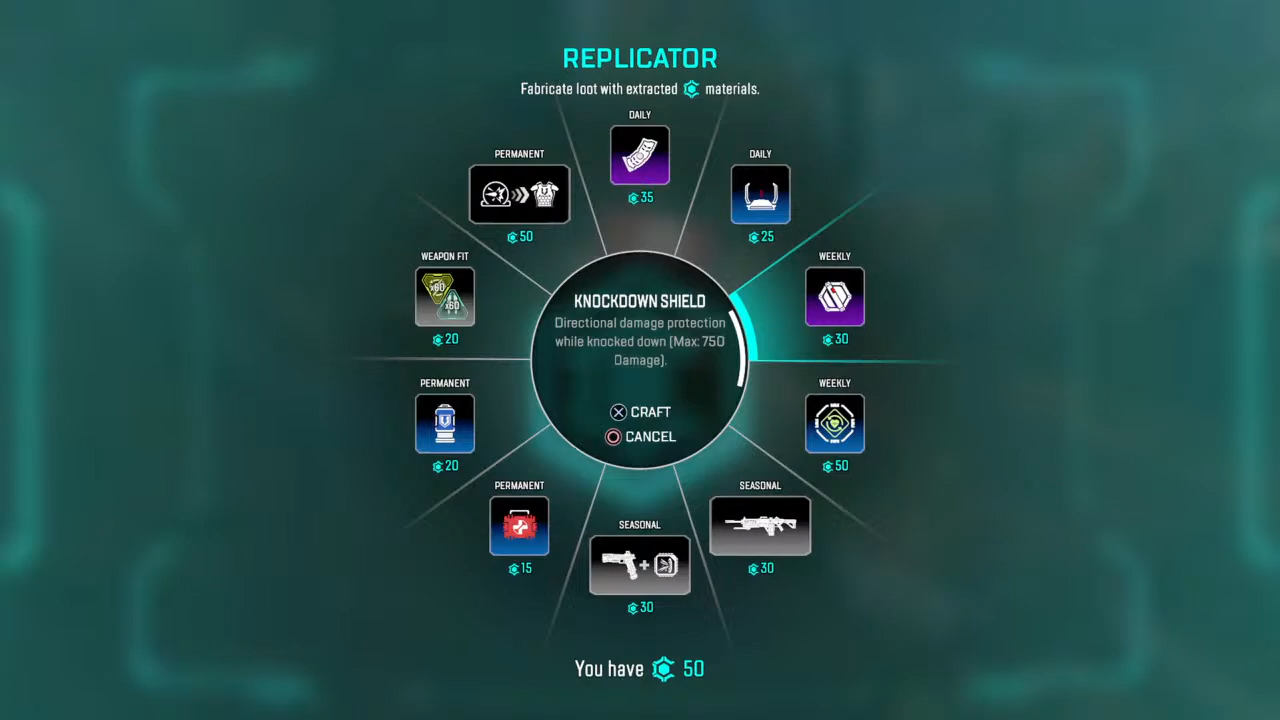 REPLICATOR
Fabricate loot with extracted materials.
DAILY
35
DAILY
25
PERMANENT
50
WEEKLY
30
WEAPON FIT
x60
x60
20
KNOCKDOWN SHIELD
Directional damage protection
while knocked down (Max: 750
Damage).
CRAFT
CANCEL
PERMANENT
20
WEEKLY
50
PERMANENT
15
SEASONAL
30
SEASONAL
30
You have 50